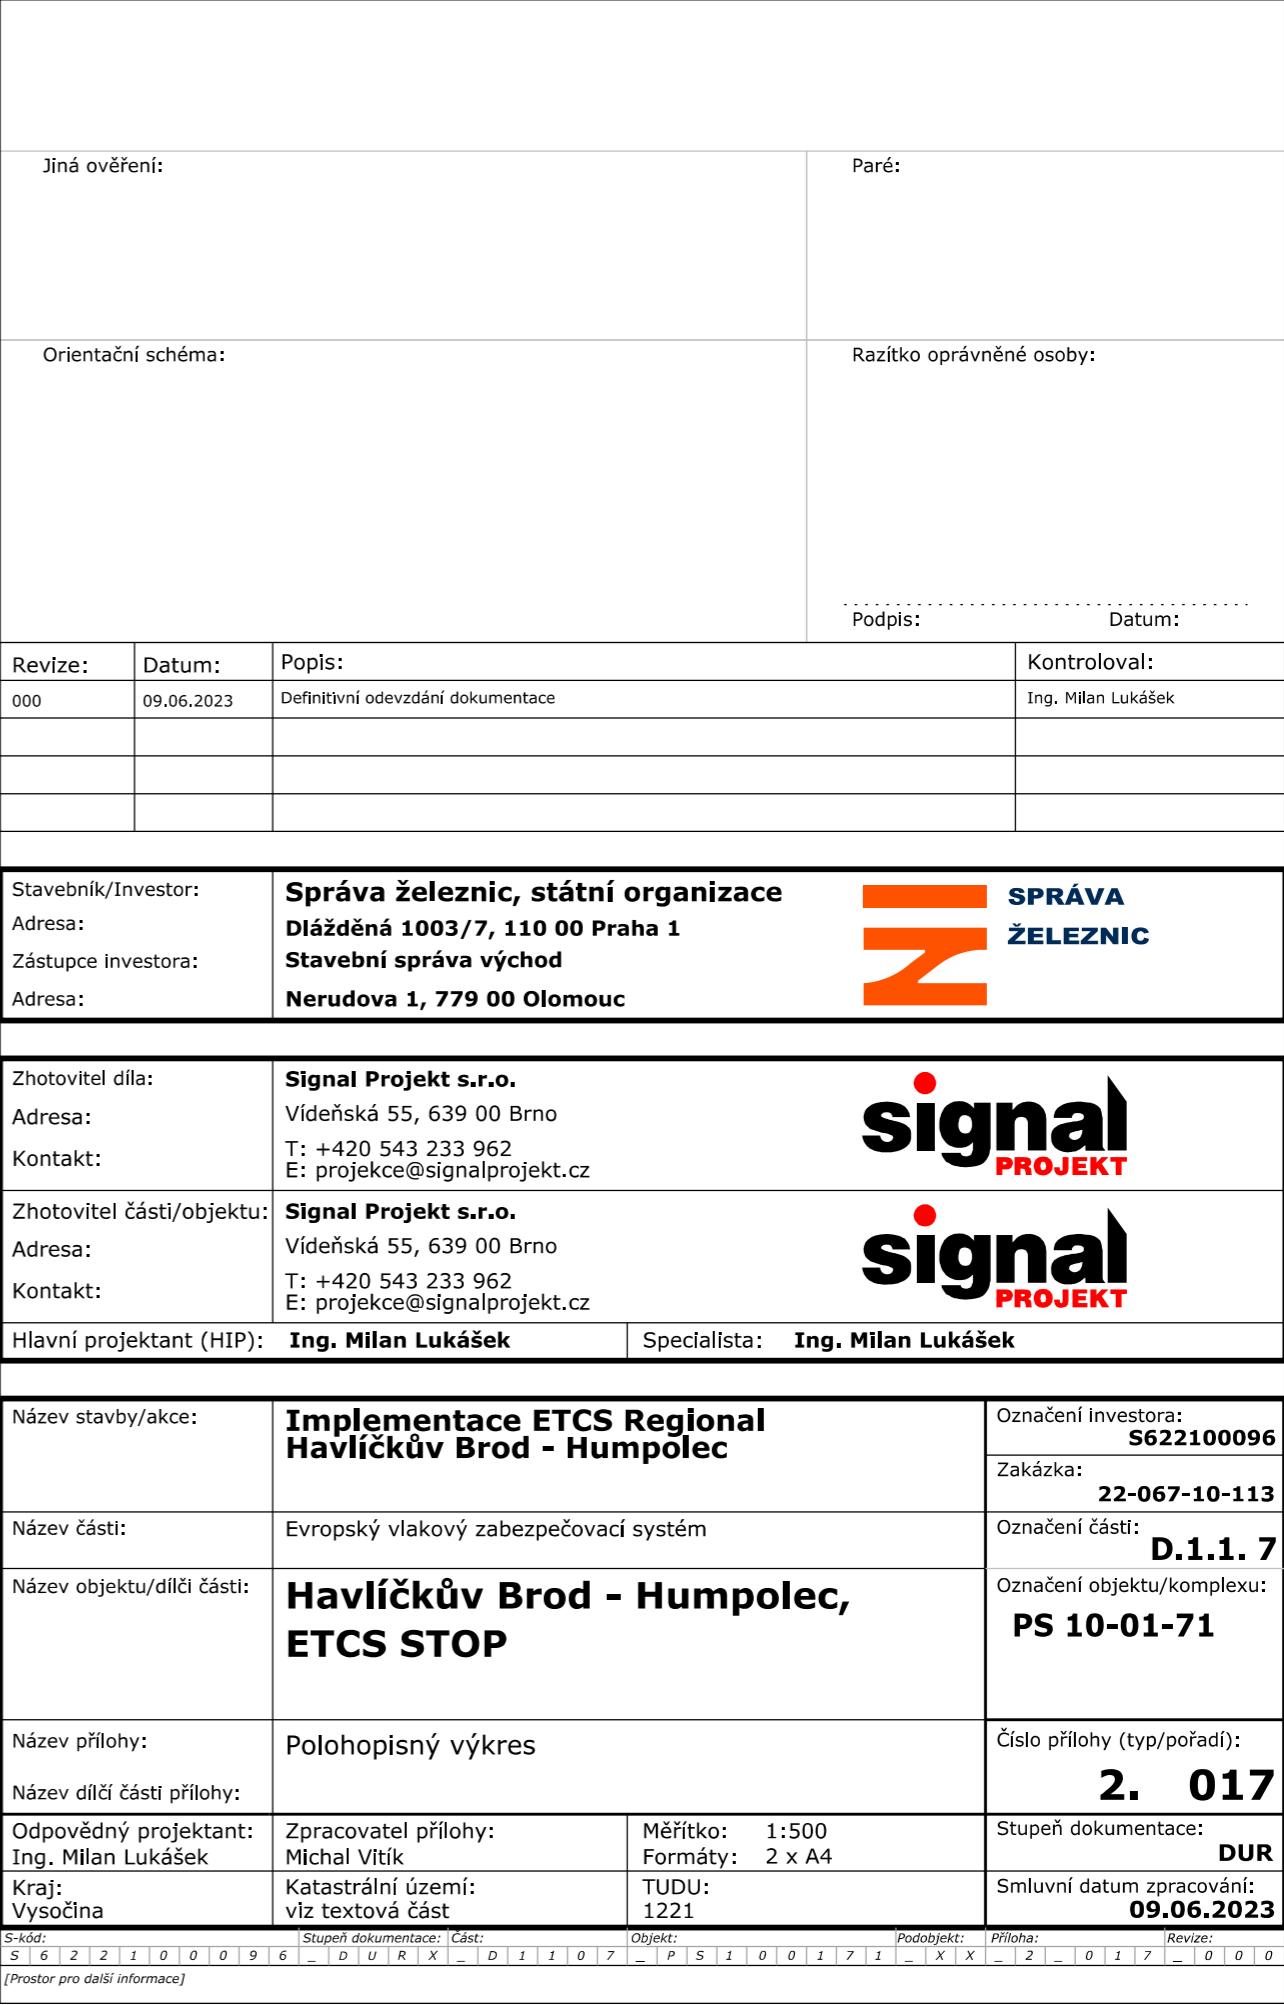 Jiná ověření: Paré:
Orientační schéma: Razítko oprávněné osoby:
Podpis: Datum:
Revize: Datum: Popis: Kontroloval:
000 09.06.2023 Definitivní odevzdání dokumentace Ing. Milan Lukášek
Stavebník/Investor: Správa železnic, státní organizace
Adresa: Dlážděná 1003/7, 110 00 Praha 1
Zástupce investora: Stavební správa východ
Adresa: Nerudova 1, 779 00 Olomouc
SPRÁVA
ŽELEZNIC
Zhotovitel díla: Signal Projekt s.r.o.
Adresa: Vídeňská 55, 639 00 Brno
Kontakt: T: +420 543 233 962
E: projekce@signalprojekt.cz
signal
PROJEKT
Zhotovitel části/objektu: Signal Projekt s.r.o.
Adresa: Vídeňská 55, 639 00 Brno
Kontakt: T: +420 543 233 962
E: projekce@signalprojekt.cz
signal
PROJEKT
Hlavní projektant (HIP): Ing. Milan Lukášek Specialista: Ing. Milan Lukášek
Název stavby/akce: Implementace ETCS Regional
Havlíčkův Brod - Humpolec
Označení investora:
S622100096
Zakázka:
22-067-10-113
Název části: Evropský vlakový zabezpečovací systém
Označení části:
D.1.1. 7
Název objektu/dílči části: Havlíčkův Brod - Humpolec,
ETCS STOP
Označení objektu/komplexu:
PS 10-01-71
Název přílohy: Polohopisný výkres
Název dílčí části přílohy:
Číslo přílohy (typ/pořadí):
2. 017
Odpovědný projektant: Zpracovatel přílohy: Měřítko: 1:500
Ing. Milan Lukášek Michal Vitík Formáty: 2 x A4
Stupeň dokumentace:
DUR
Kraj: Katastrální území: TUDU:
Vysočina viz textová část 1221
Smluvní datum zpracování:
09.06.2023
S-kód: Stupeň dokumentace: Část: Objekt: Podobjekt: Příloha: Revize:
S 6 2 2 1 0 0 0 9 6 _ D U R X _ D 1 1 0 7 _ P S 1 0 0 1 7 1 _ X X _ 2 _ 0 1 7 _ 0 0 0
[Prostor pro další informace]